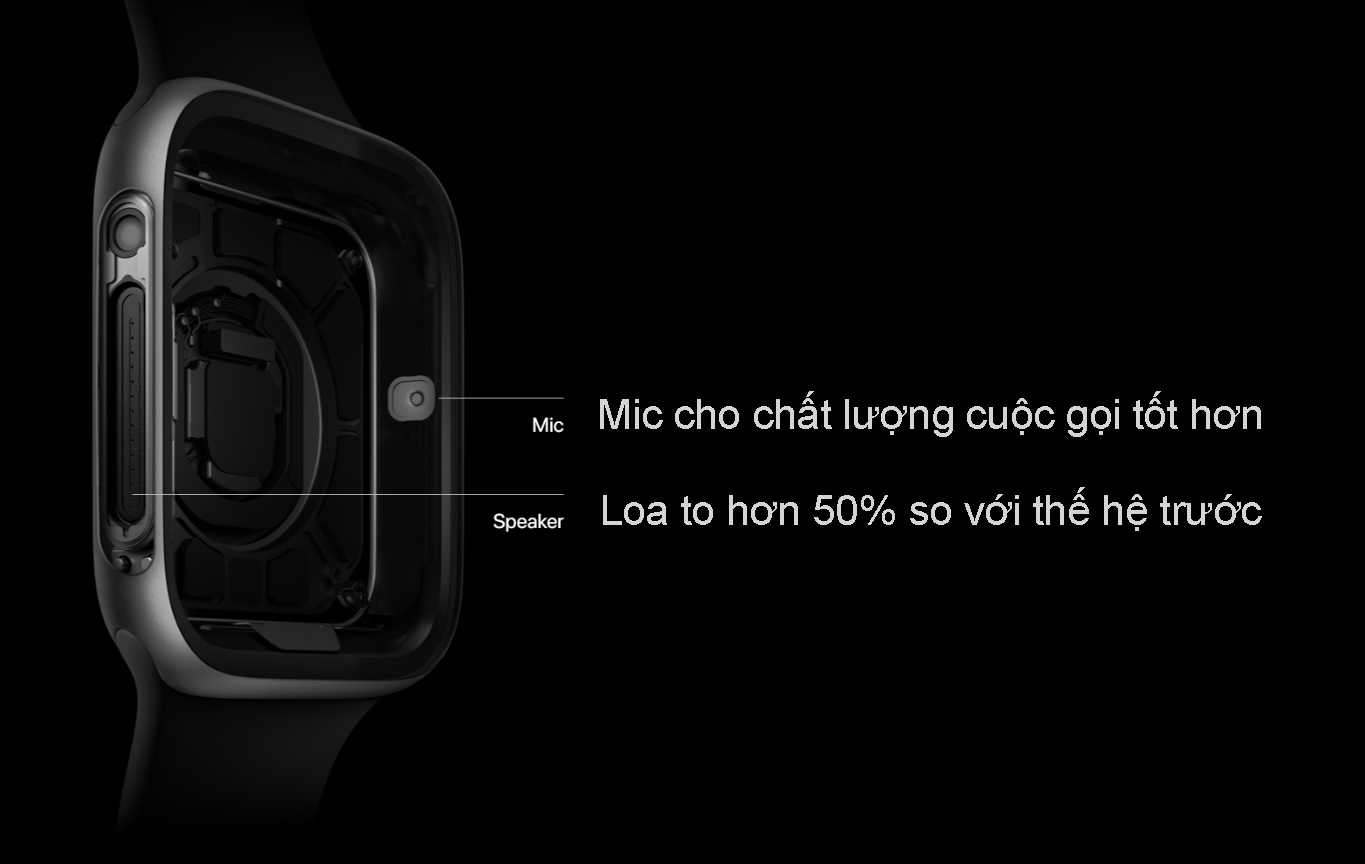 Mic
Mic cho chất lượng cuộc gọi tốt hơn
Speaker
Loa to hơn 50% so với thế hệ trước